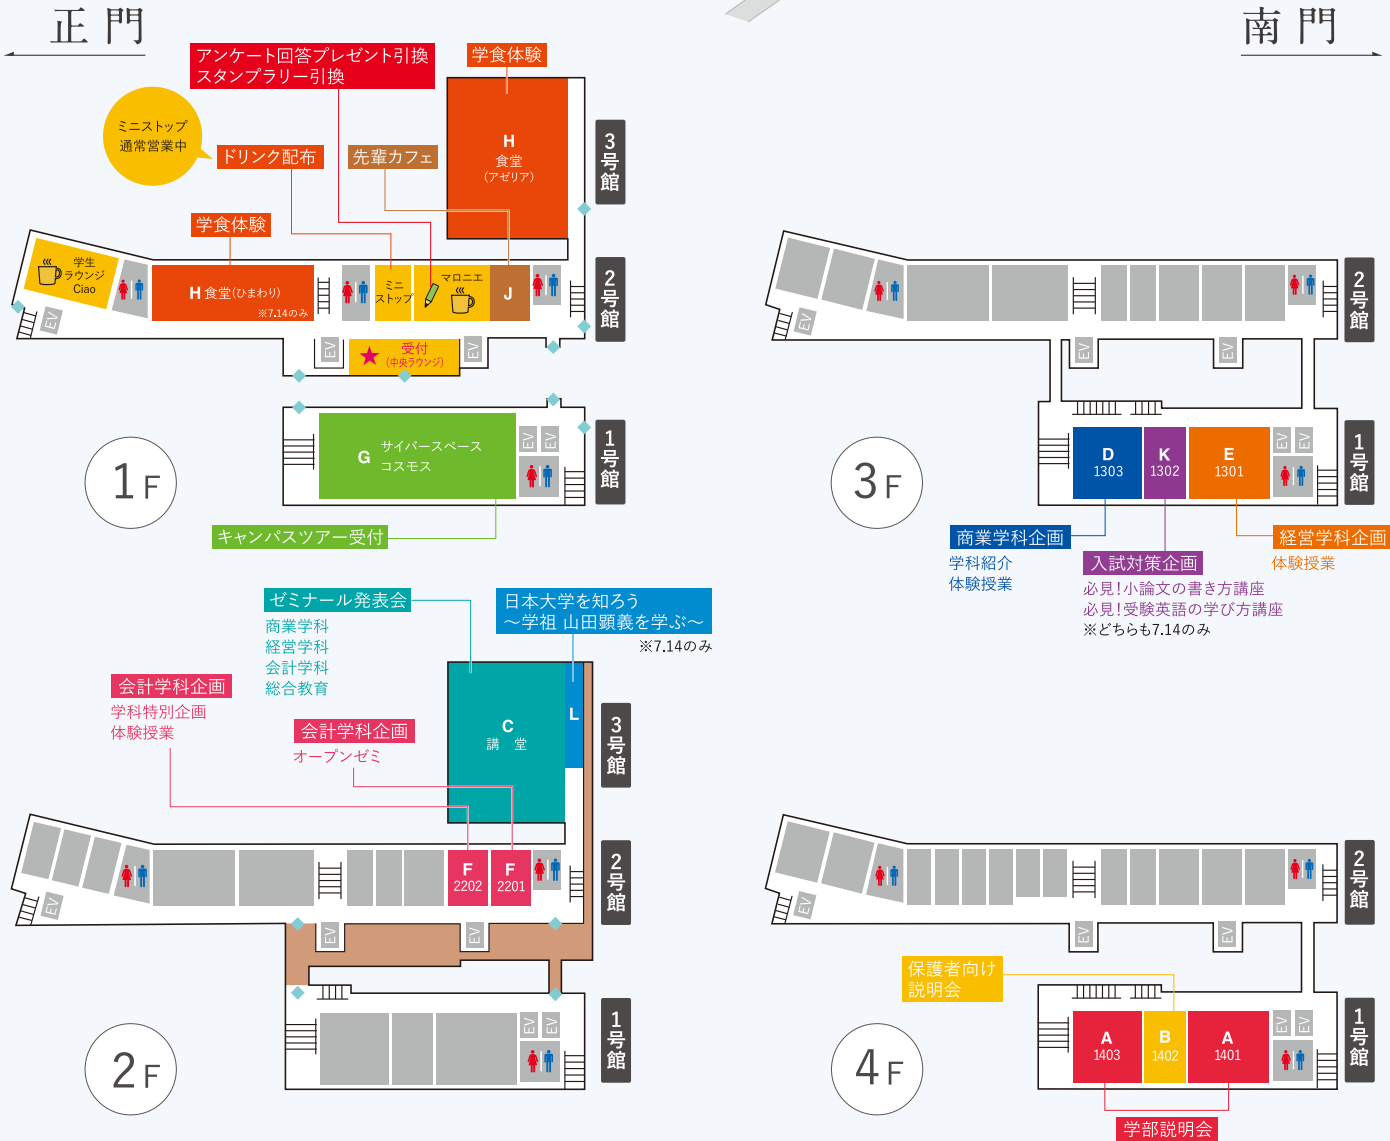 正門
南門
アンケート回答プレゼント引換
スタンプラリー引換
学食体験
ミニストップ
通常営業中
ドリンク配布
先輩カフェ
H
食堂
(アゼリア)
3号館
学食体験
学生
ラウンジ
Ciao
H 食堂(ひまわり)
※7.14のみ
ミニ
ストップ
マロニエ
J
2号館
EV
EV
受付
(中央ラウンジ)
EV
G サイバースペース
コスモス
EV
EV
1号館
1F
キャンパスツアー受付
2号館
EV
EV
EV
D
1303
K
1302
E
1301
EV
EV
1号館
3F
商業学科企画
学科紹介
体験授業
入試対策企画
必見!小論文の書き方講座
必見!受験英語の学び方講座
※どちらも7.14のみ
経営学科企画
体験授業
ゼミナール発表会
商業学科
経営学科
会計学科
総合教育
日本大学を知ろう
〜学祖 山田顕義を学ぶ〜
※7.14のみ
会計学科企画
学科特別企画
体験授業
会計学科企画
オープンゼミ
C
講 堂
L
3号館
F
2202
F
2201
2号館
EV
EV
EV
EV
EV
1号館
2F
2号館
EV
EV
EV
保護者向け
説明会
A
1403
B
1402
A
1401
EV
EV
1号館
4F
学部説明会